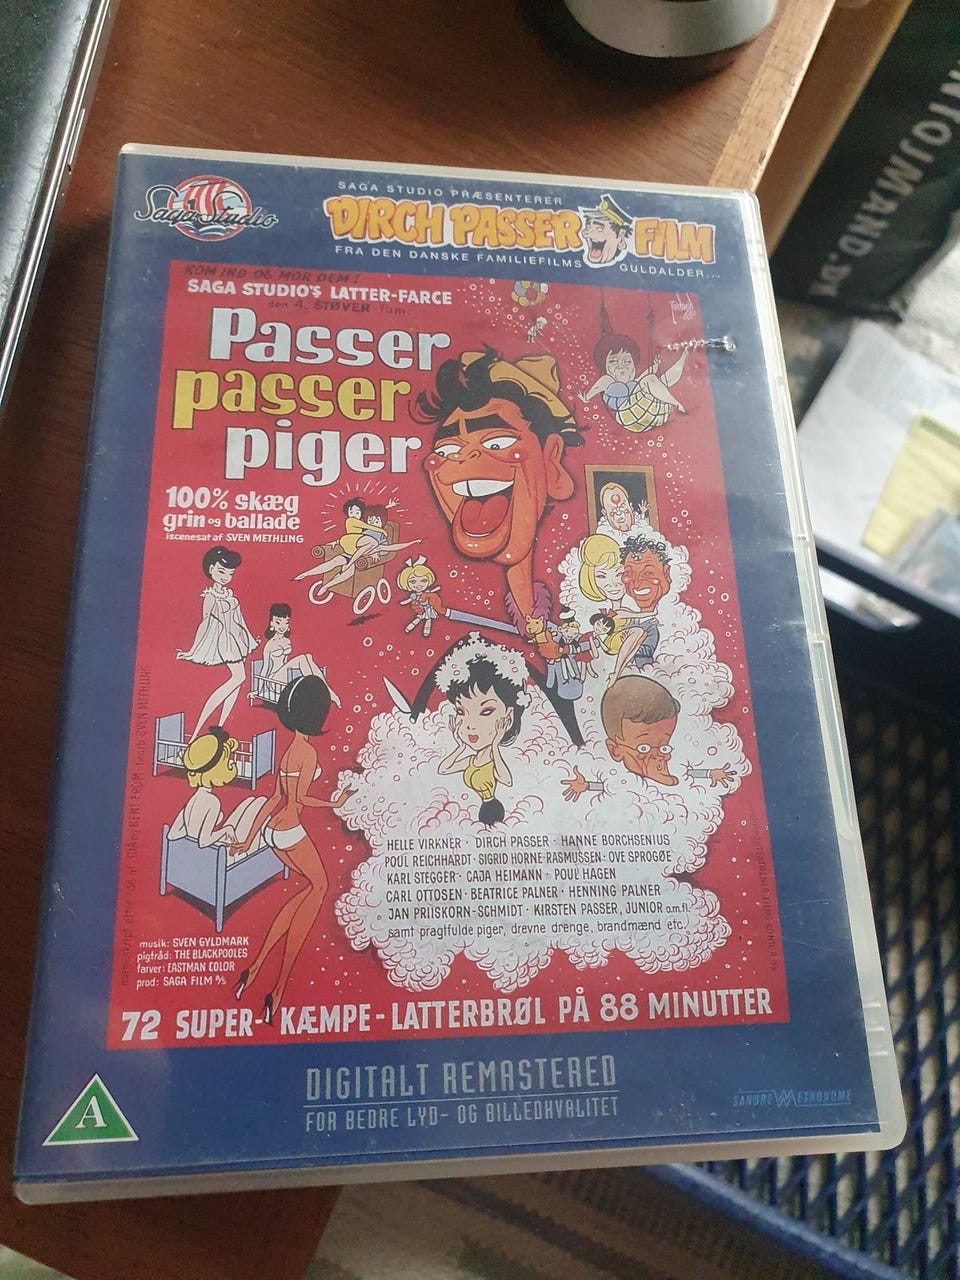 Saga Studio
SAGA STUDIO PRÆSENTERER
DIRCH PASSER FILM
FRA DEN DANSKE FAMILIEFILMS GULDALDER...
KOM IND OG MOR DEM!
SAGA STUDIO'S LATTER-FARCE
den 4. STØVER-film
Passer
passer
piger
100% skæg
grin og ballade
iscenesat af SVEN METHLING
HELLE VIRKNER · DIRCH PASSER · HANNE BORCHSENIUS
POUL REICHHARDT · SIGRID HORNE-RASMUSSEN · OVE SPROGØE
KARL STEGGER · CAJA HEIMANN · POUL HAGEN
CARL OTTOSEN · BEATRICE PALNER · HENNING PALNER
JAN PRIISKORN-SCHMIDT · KIRSTEN PASSER, JUNIOR a.m.fl.
samt pragtfulde piger, drevne drenge, brandmænd etc.
musik: SVEN GYLDMARK
pigtråd: THE BLACKPOOLES
farver: EASTMAN COLOR
prod: SAGA FILM A/S
72 SUPER-KÆMPE-LATTERBRØL PÅ 88 MINUTTER
DIGITALT REMASTERED
FOR BEDRE LYD- OG BILLEDKVALITET
A
SANDREW METRONOME
NTOJMAND.DK